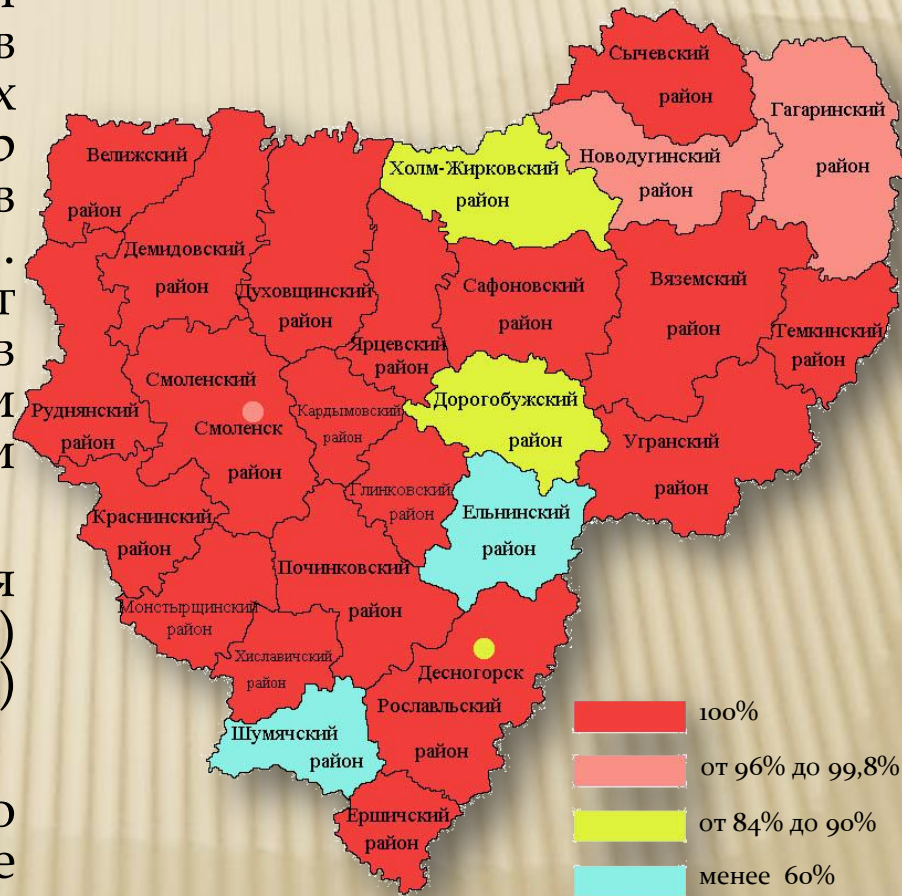 в
х
р
в
.
т
в
и
и
я
)
)
о
е
Сычевский
район
Гагаринский
район
Новодугинский
район
Холм-Жирковский
район
Велижский
район
Демидовский
район
Духовщинский
район
Ярцевский
район
Сафоновский
район
Вяземский
район
Темкинский
район
Смоленский
Смоленск
район
Руднянский
район
Кардымовский
район
Дорогобужский
район
Угранский
район
Глинковский
район
Ельнинский
район
Краснинский
район
Починковский
район
Монстырщинский
район
Хиславичский
район
Десногорск
Рославльский
район
Шумячский
район
Ершичский
район
100%
от 96% до 99,8%
от 84% до 90%
менее 60%